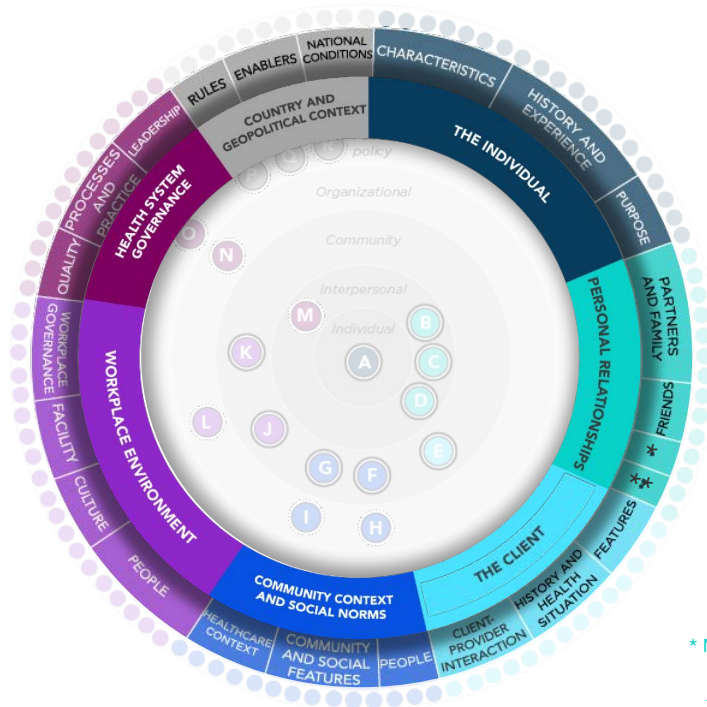 RULES
ENABLERS
NATIONAL
CONDITIONS
CHARACTERISTICS
HISTORY AND
EXPERIENCE
PURPOSE
PARTNERS
AND FAMILY
FRIENDS
*
**
FEATURES
HISTORY AND
HEALTH
SITUATION
CLIENT-
PROVIDER
INTERACTION
PEOPLE
COMMUNITY
AND SOCIAL
FEATURES
HEALTHCARE
CONTEXT
PEOPLE
CULTURE
FACILITY
WORKPLACE
GOVERNANCE
QUALITY
PROCESSES
AND
PRACTICE
LEADERSHIP
COUNTRY AND
GEOPOLITICAL CONTEXT
THE INDIVIDUAL
PERSONAL RELATIONSHIPS
THE CLIENT
COMMUNITY CONTEXT
AND SOCIAL NORMS
WORKPLACE ENVIRONMENT
HEALTH SYSTEM
GOVERNANCE
P
Q
R
policy
Organizational
Community
Interpersonal
Individual
O
N
M
B
K
A
C
D
L
J
E
G
F
I
H
* M